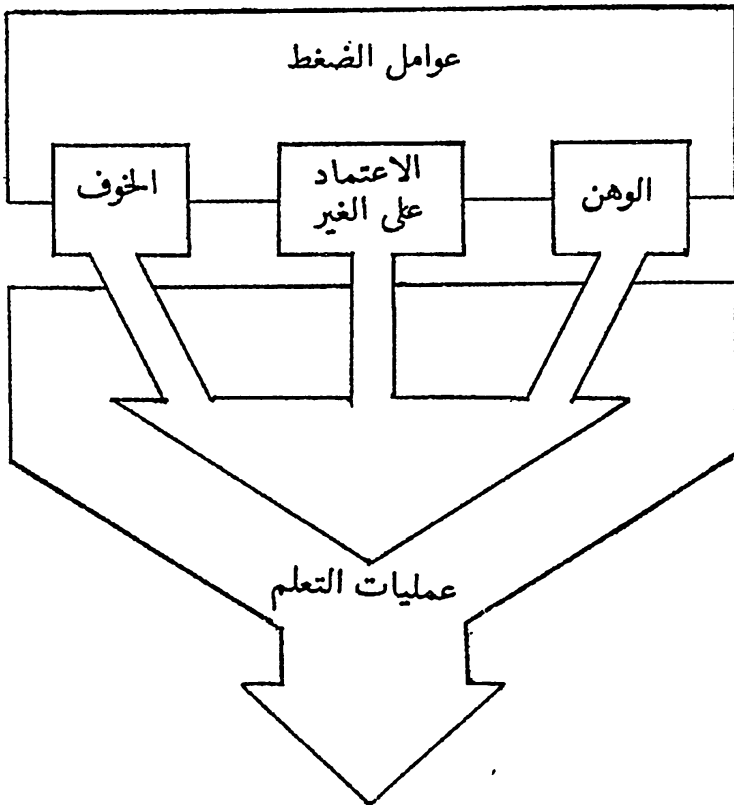 عوامل الضغط
الوهن
الاعتماد
على الغير
الخوف
عمليات التعلم